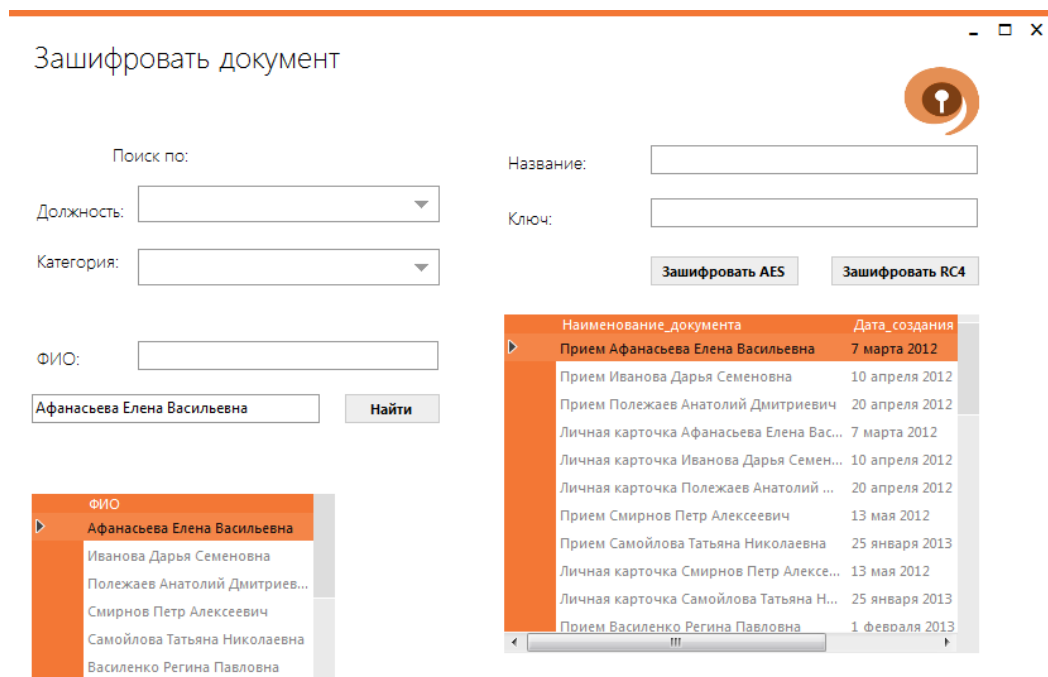 Зашифровать документ
Поиск по:
Должность:
Категория:
ФИО:
Афанасьева Елена Васильевна
Найти
ФИО
Афанасьева Елена Васильевна
Иванова Дарья Семеновна
Полежаев Анатолий Дмитриев...
Смирнов Петр Алексеевич
Самойлова Татьяна Николаевна
Василенко Регина Павловна
Название:
Ключ:
Зашифровать AES Зашифровать RC4
Наименование_документа Дата_создания
Прием Афанасьева Елена Васильевна 7 марта 2012
Прием Иванова Дарья Семеновна 10 апреля 2012
Прием Полежаев Анатолий Дмитриевич 20 апреля 2012
Личная карточка Афанасьева Елена Вас... 7 марта 2012
Личная карточка Иванова Дарья Семен... 10 апреля 2012
Личная карточка Полежаев Анатолий ... 20 апреля 2012
Прием Смирнов Петр Алексеевич 13 мая 2012
Прием Самойлова Татьяна Николаевна 25 января 2013
Личная карточка Смирнов Петр Алексе... 13 мая 2012
Личная карточка Самойлова Татьяна Н... 25 января 2013
Прием Василенко Регина Павловна 1 февраля 2013